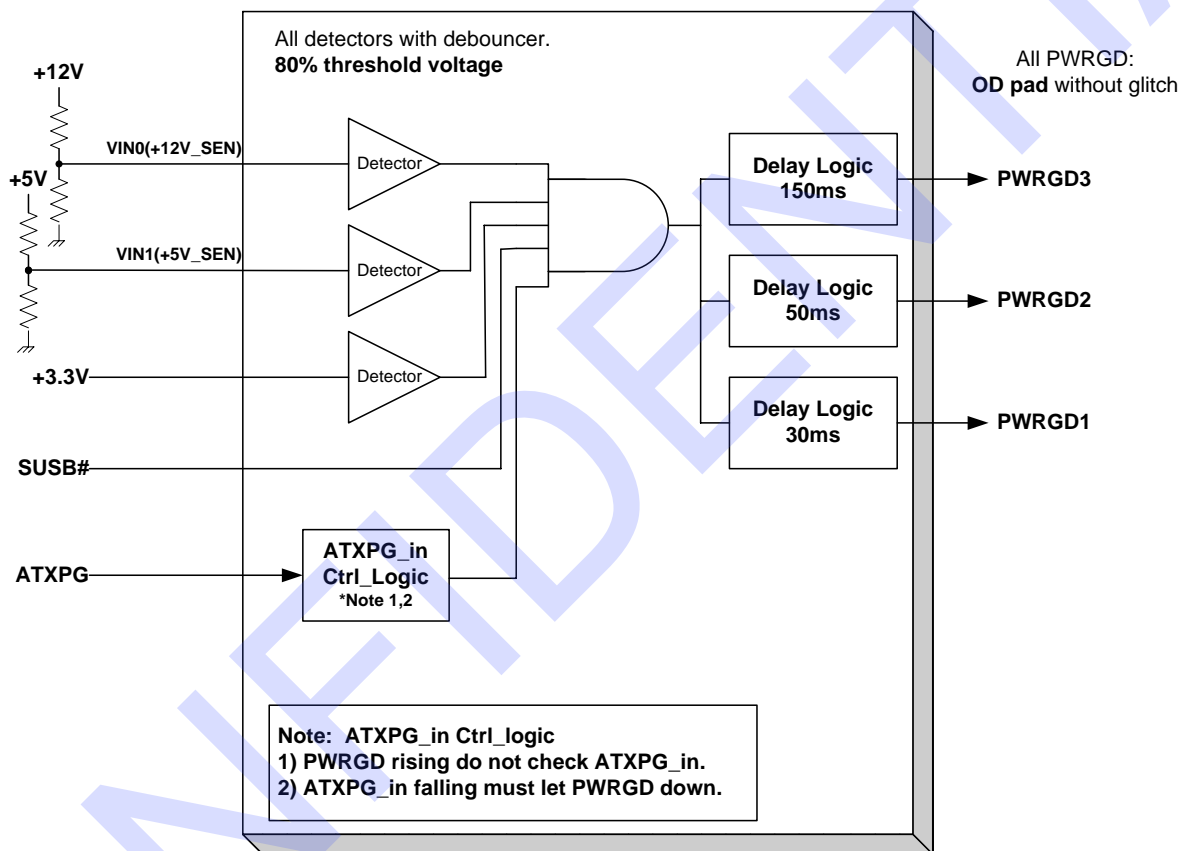 All detectors with debouncer.
80% threshold voltage
All PWRGD:
OD pad without glitch
+12V
VIN0(+12V_SEN)
Detector
Delay Logic
150ms
PWRGD3
+5V
VIN1(+5V_SEN)
Detector
Delay Logic
50ms
PWRGD2
+3.3V
Detector
Delay Logic
30ms
PWRGD1
SUSB#
ATXPG
ATXPG_in
Ctrl_Logic
*Note 1,2
Note: ATXPG_in Ctrl_logic
1) PWRGD rising do not check ATXPG_in.
2) ATXPG_in falling must let PWRGD down.
NFIDENTI